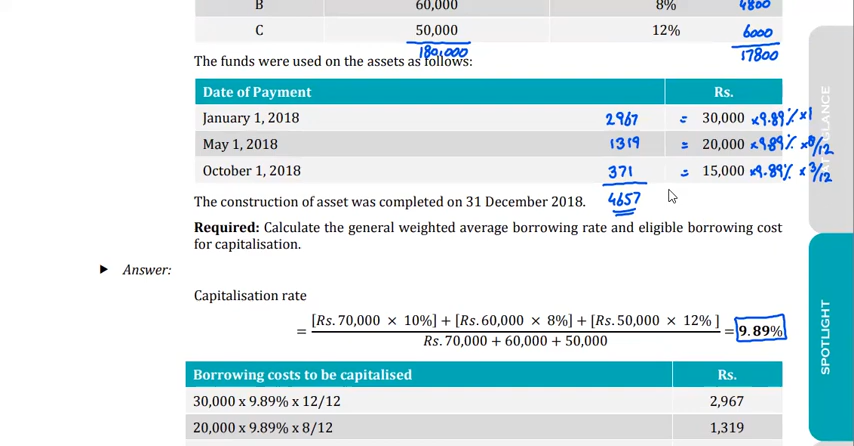 B 60,000 8% 4800
C 50,000 12% 6000
180,000 17800
The funds were used on the assets as follows:
Date of Payment Rs.
January 1, 2018 2967 = 30,000 ×9.89% ×1
May 1, 2018 1319 = 20,000 ×9.89% × 8/12
October 1, 2018 371 = 15,000 ×9.89% × 3/12
The construction of asset was completed on 31 December 2018. 4657
Required: Calculate the general weighted average borrowing rate and eligible borrowing cost
for capitalisation.
Answer:
Capitalisation rate
[Rs. 70,000 × 10%] + [Rs. 60,000 × 8%] + [Rs. 50,000 × 12% ]
= = 9.89%
Rs. 70,000 + 60,000 + 50,000
Borrowing costs to be capitalised Rs.
30,000 x 9.89% x 12/12 2,967
20,000 x 9.89% x 8/12 1,319
GLANCE
SPOTLIGHT